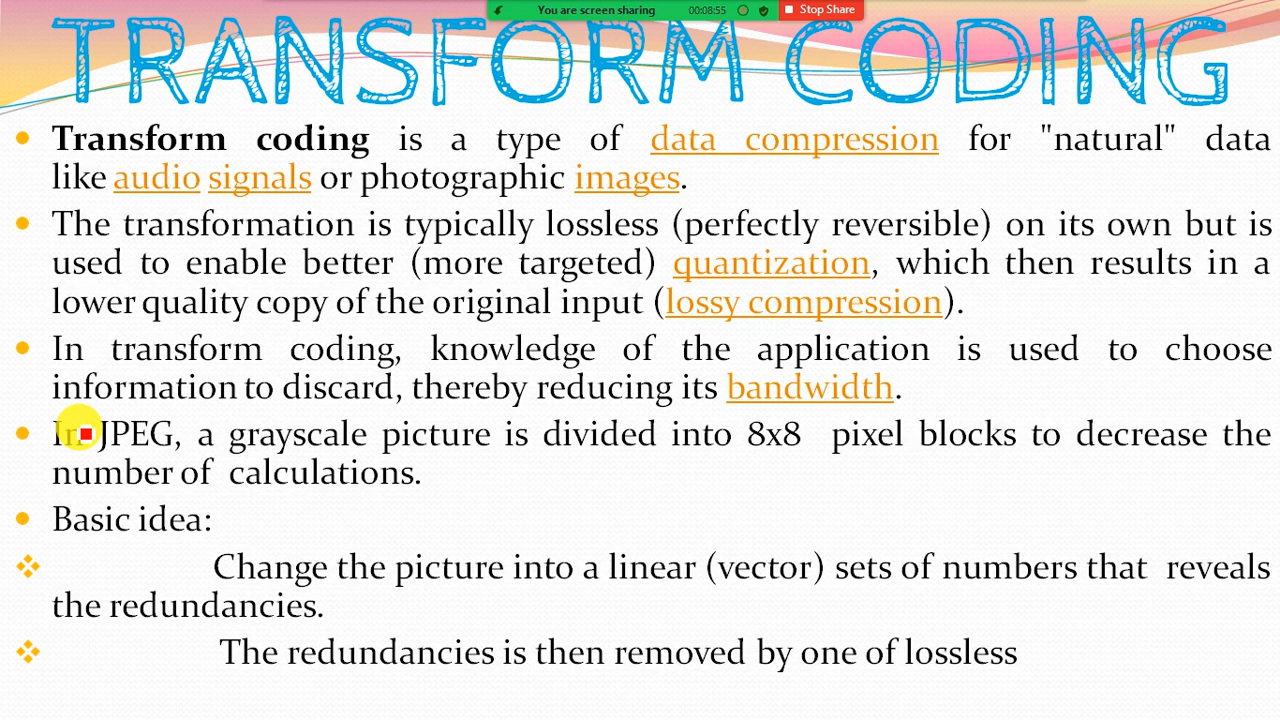 You are screen sharing 00:08:55 Stop Share
TRANSFORM CODING
Transform coding is a type of data compression for "natural" data
like audio signals or photographic images.
The transformation is typically lossless (perfectly reversible) on its own but is
used to enable better (more targeted) quantization, which then results in a
lower quality copy of the original input (lossy compression).
In transform coding, knowledge of the application is used to choose
information to discard, thereby reducing its bandwidth.
In JPEG, a grayscale picture is divided into 8x8 pixel blocks to decrease the
number of calculations.
Basic idea:
Change the picture into a linear (vector) sets of numbers that reveals
the redundancies.
The redundancies is then removed by one of lossless